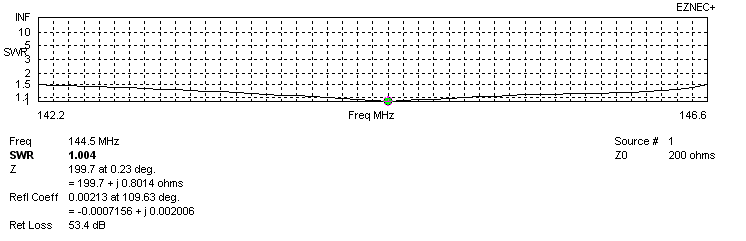 EZNEC+
INF
10
5
SWR
3
2
1.5
1.1
142.2 Freq MHz 146.6
Freq 144.5 MHz Source # 1
SWR 1.004 Z0 200 ohms
Z 199.7 at 0.23 deg.
= 199.7 + j 0.8014 ohms
Refl Coeff 0.00213 at 109.63 deg.
= -0.0007156 + j 0.002006
Ret Loss 53.4 dB